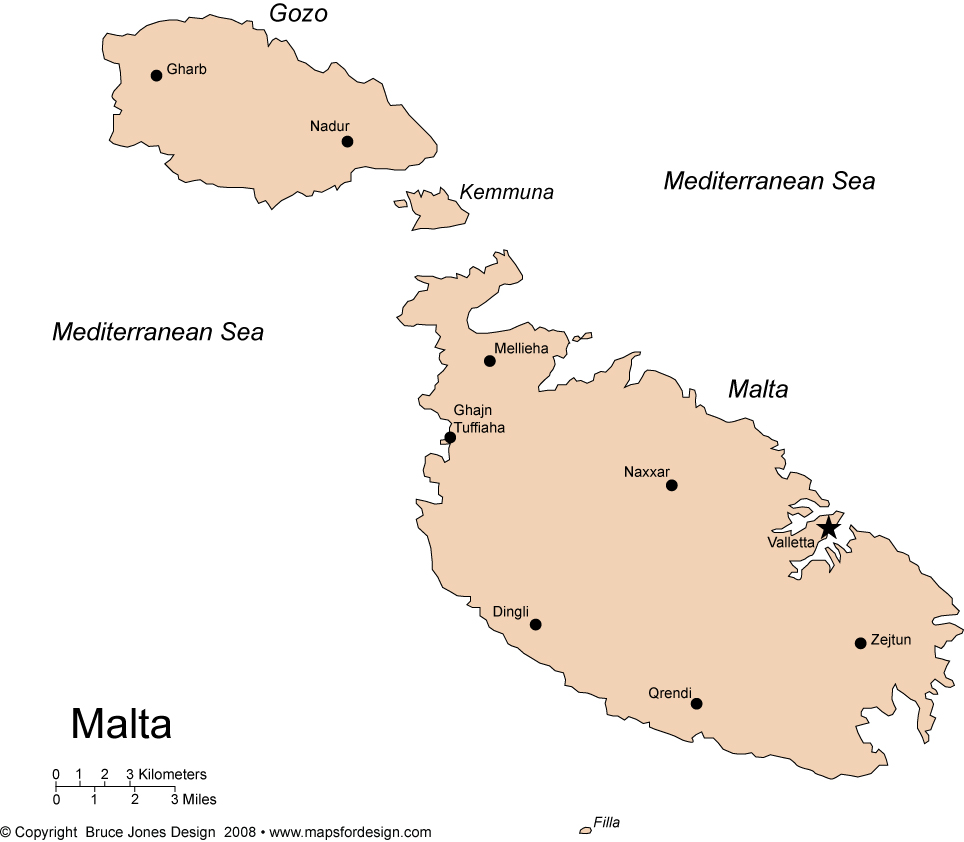 Gozo
Gharb
Nadur
Kemmuna
Mediterranean Sea
Mediterranean Sea
Mellieha
Malta
Ghajn
Tuffiaha
Naxxar
Valletta
Dingli
Zejtun
Qrendi
Malta
0 1 2 3 Kilometers
0 1 2 3 Miles
Filla
© Copyright Bruce Jones Design 2008 • www.mapsfordesign.com